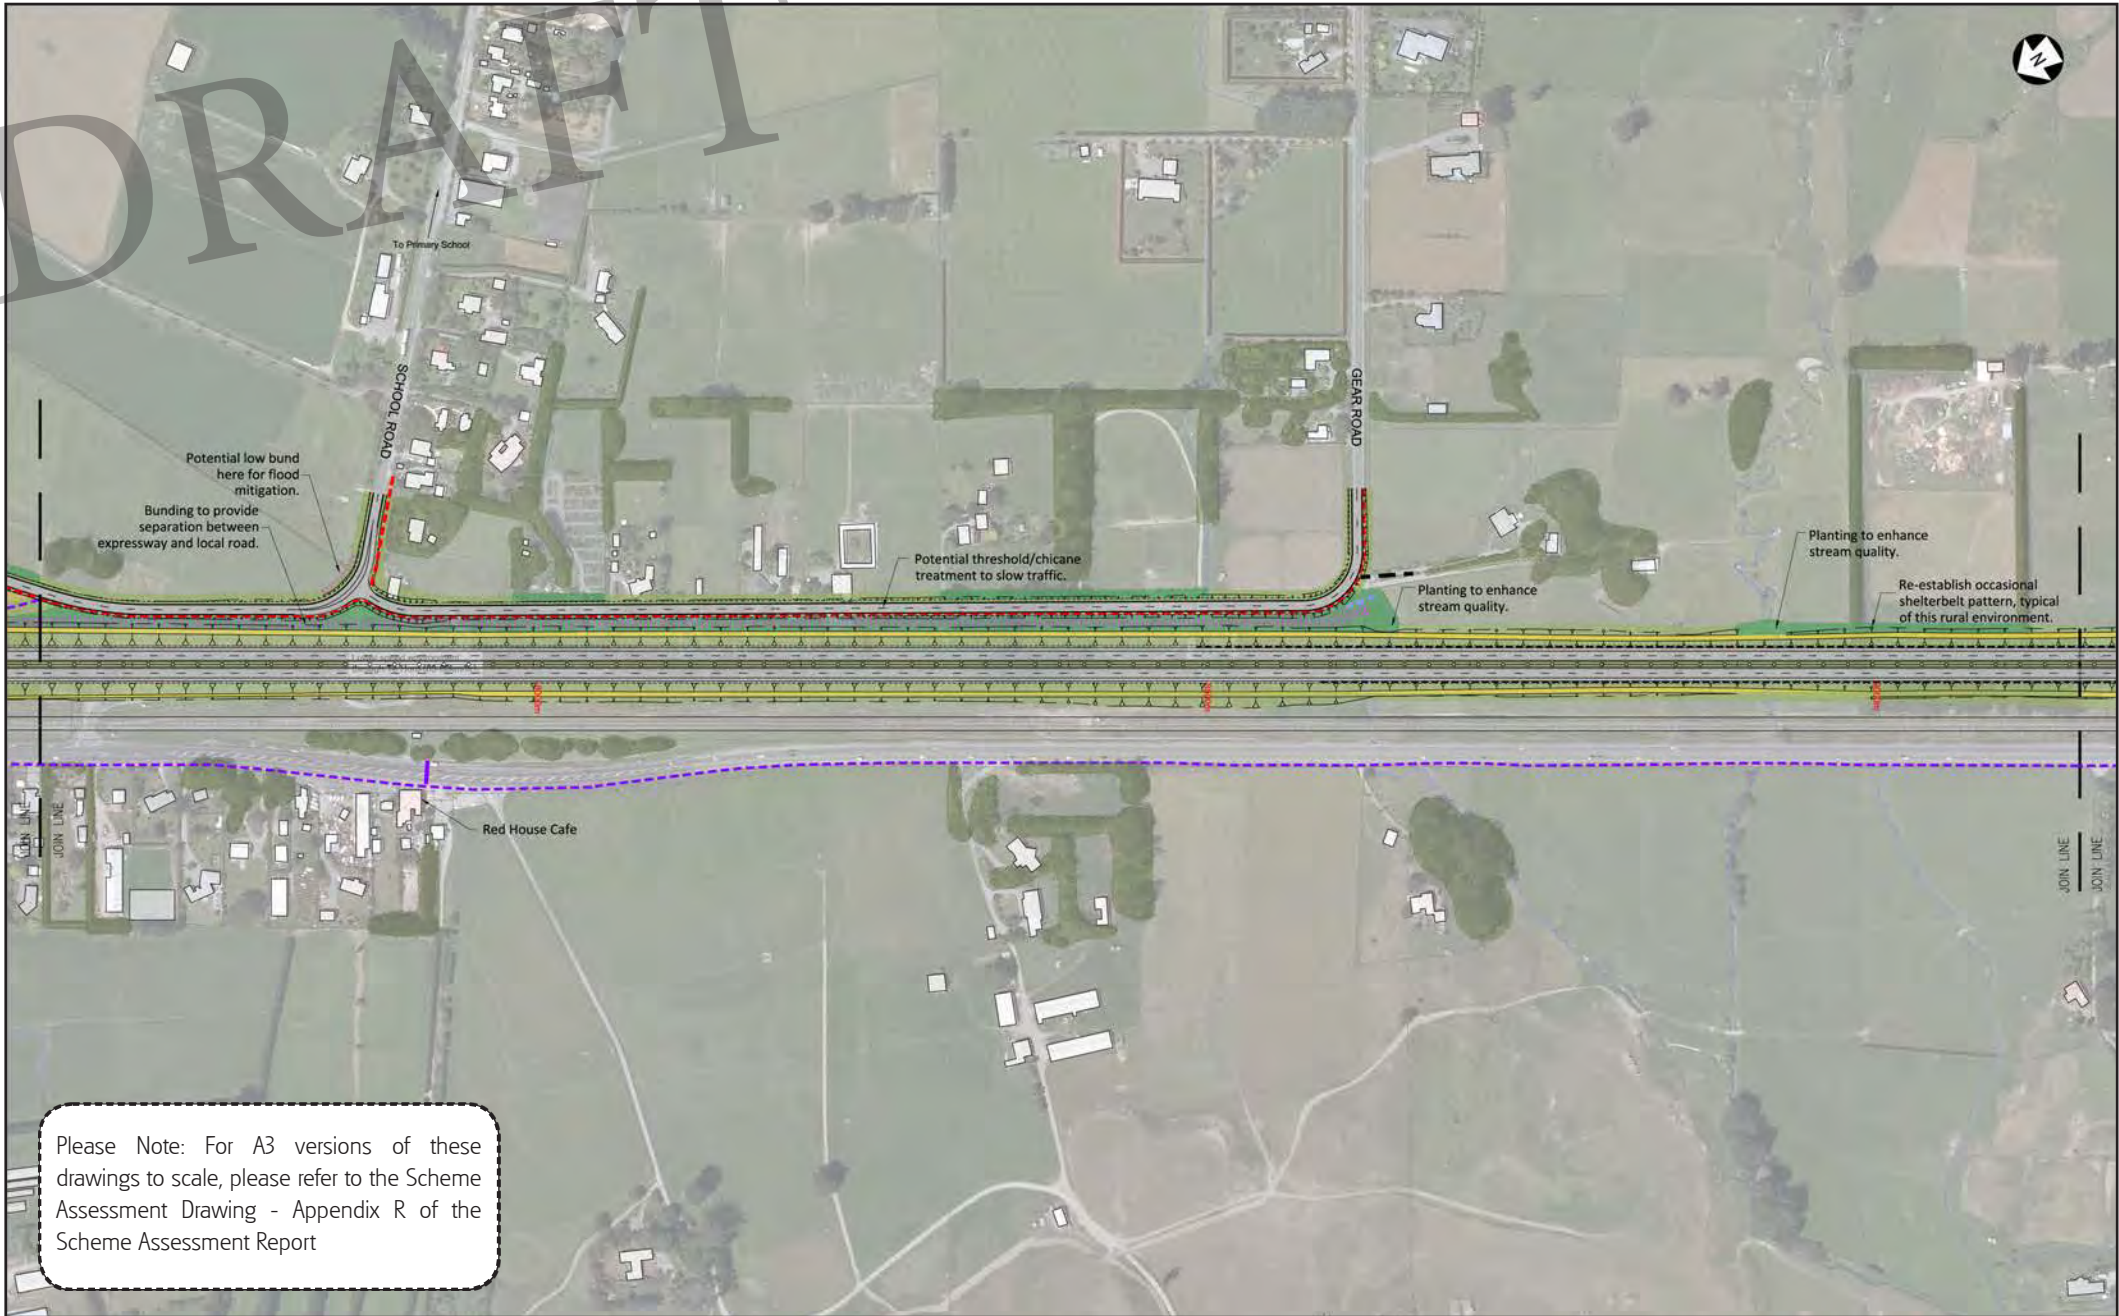 DRAFT
N
To Primary School
SCHOOL ROAD
GEAR ROAD
Potential low bund
here for flood
mitigation.
Bunding to provide
separation between
expressway and local road.
Potential threshold/chicane
treatment to slow traffic.
Planting to enhance
stream quality.
Planting to enhance
stream quality.
Re-establish occasional
shelterbelt pattern, typical
of this rural environment.
Red House Cafe
JOIN LINE
JOIN LINE
JOIN LINE
JOIN LINE
Please Note: For A3 versions of these
drawings to scale, please refer to the Scheme
Assessment Drawing - Appendix R of the
Scheme Assessment Report